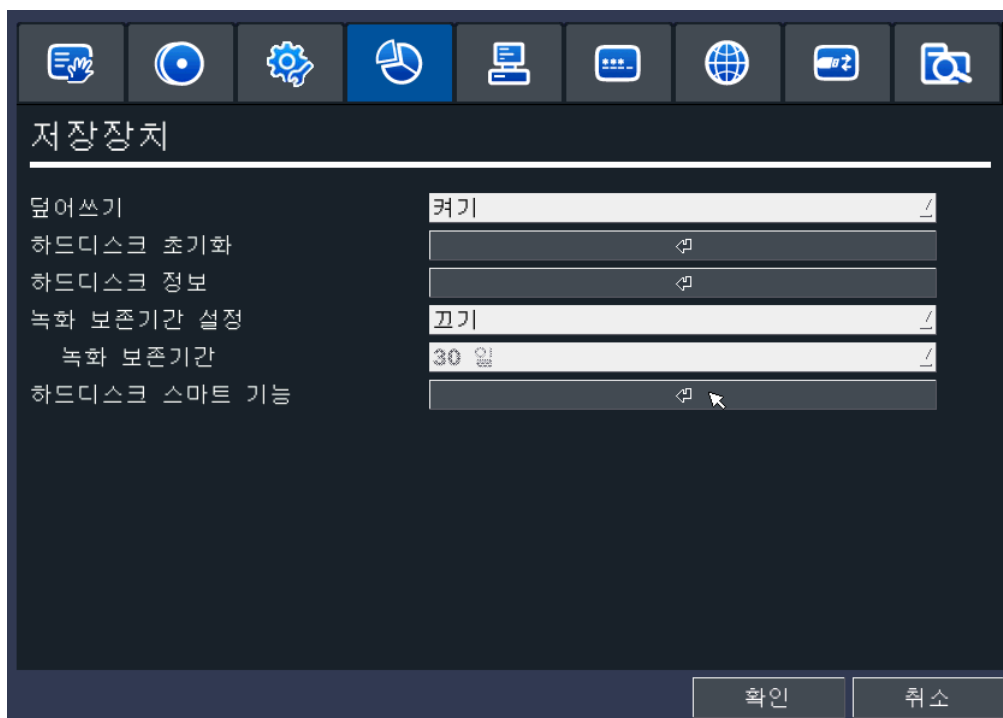 저장장치
덮어쓰기 켜기
하드디스크 초기화
하드디스크 정보
녹화 보존기간 설정 끄기
녹화 보존기간 30 일
하드디스크 스마트 기능
확인 취소